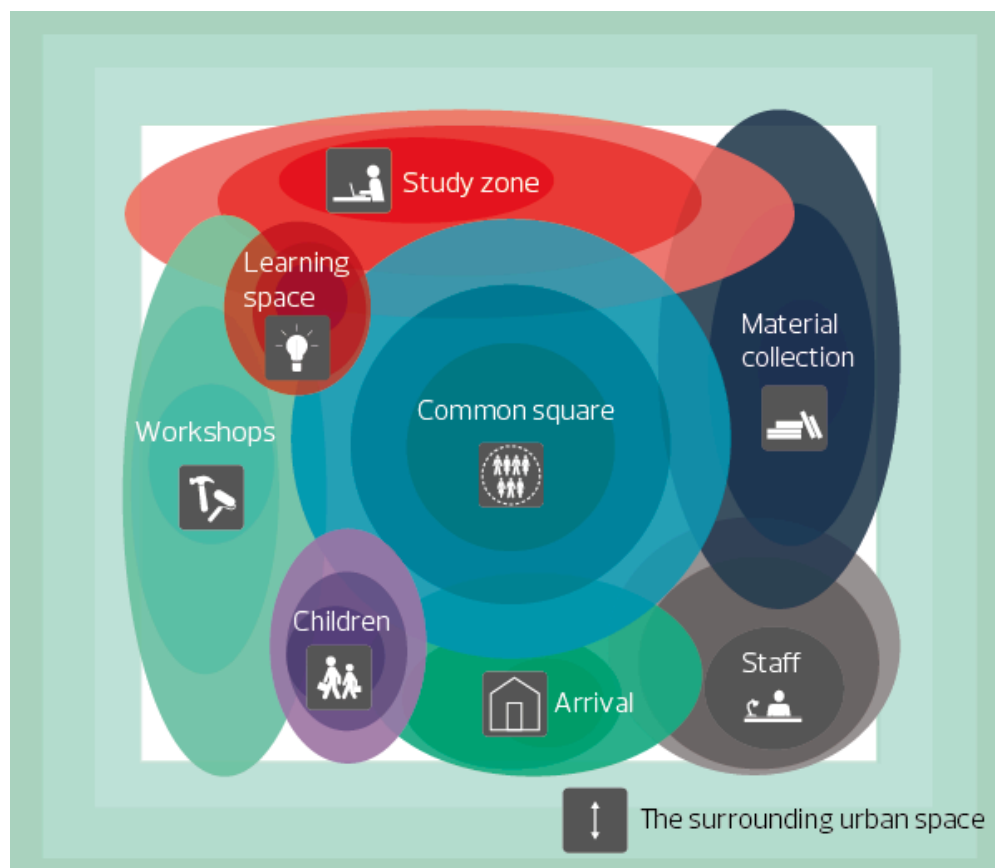 Study zone
Learning
space
Material
collection
Common square
Workshops
Children
Staff
Arrival
The surrounding urban space